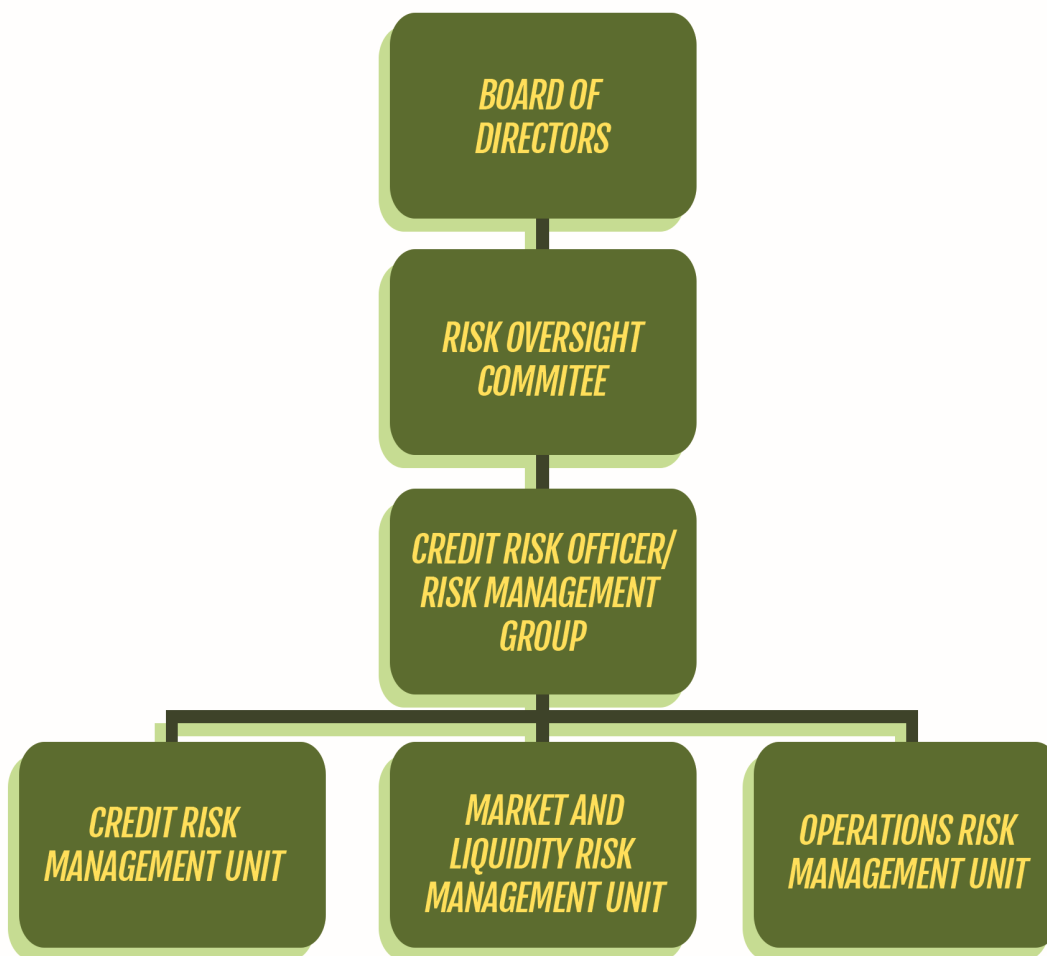 BOARD OF
DIRECTORS
RISK OVERSIGHT
COMMITEE
CREDIT RISK OFFICER/
RISK MANAGEMENT
GROUP
CREDIT RISK
MANAGEMENT UNIT
MARKET AND
LIQUIDITY RISK
MANAGEMENT UNIT
OPERATIONS RISK
MANAGEMENT UNIT